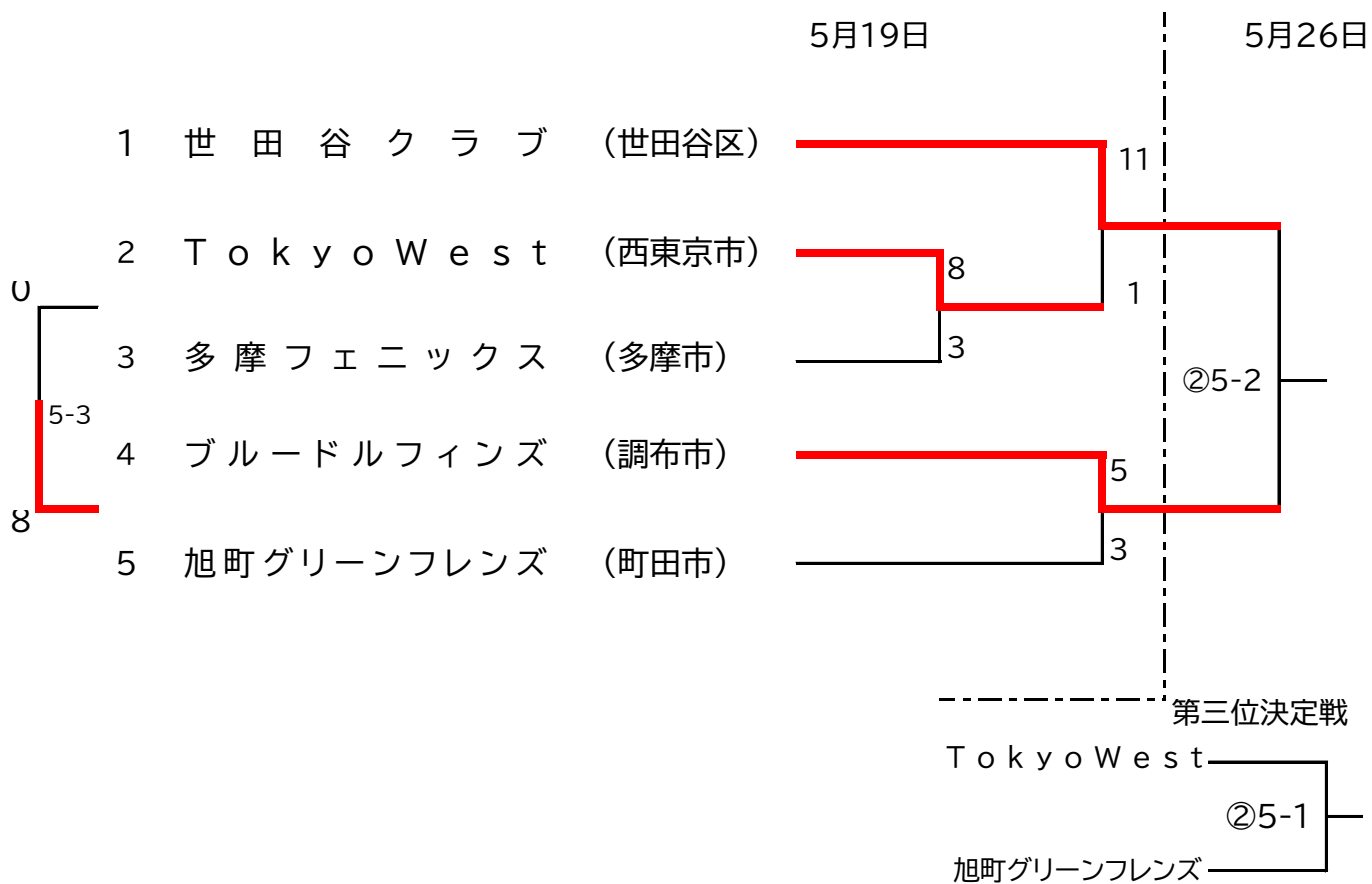 5月19日 5月26日
1 世田谷クラブ (世田谷区) 11
2 TokyoWest (西東京市) 8
0 1
3 多摩フェニックス (多摩市) 3
②5-2
5-3
4 ブルードルフィンズ (調布市) 5
8
5 旭町グリーンフレンズ (町田市) 3
第三位決定戦
TokyoWest
②5-1
旭町グリーンフレンズ